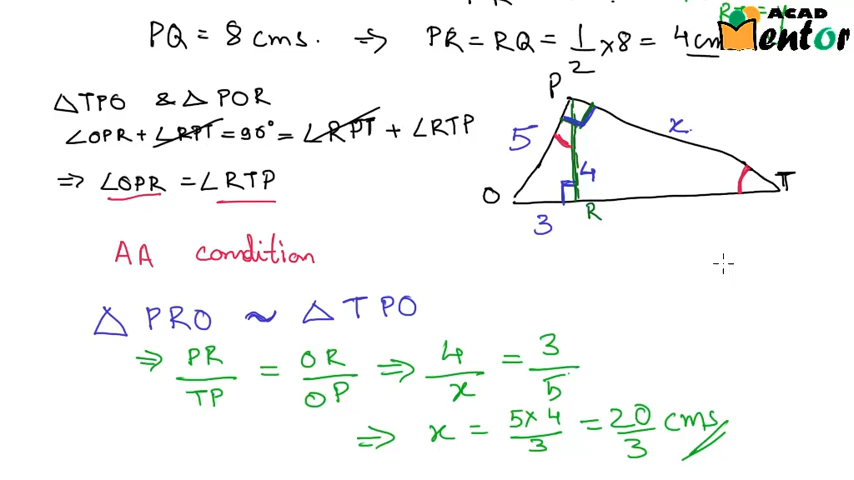 ACAD
Mentor
PQ = 8 cms. ⇒ PR = RQ = 1/2 × 8 = 4cm
△TPO & △POR
∠OPR + ∠RPT = 90° = ∠RPT + ∠RTP
⇒ ∠OPR = ∠RTP
AA condition
△ PRO ~ △ TPO
⇒ PR/TP = OR/OP ⇒ 4/x = 3/5
⇒ x = 5×4/3 = 20/3 cms
P
5
x
4
O
R
T
3